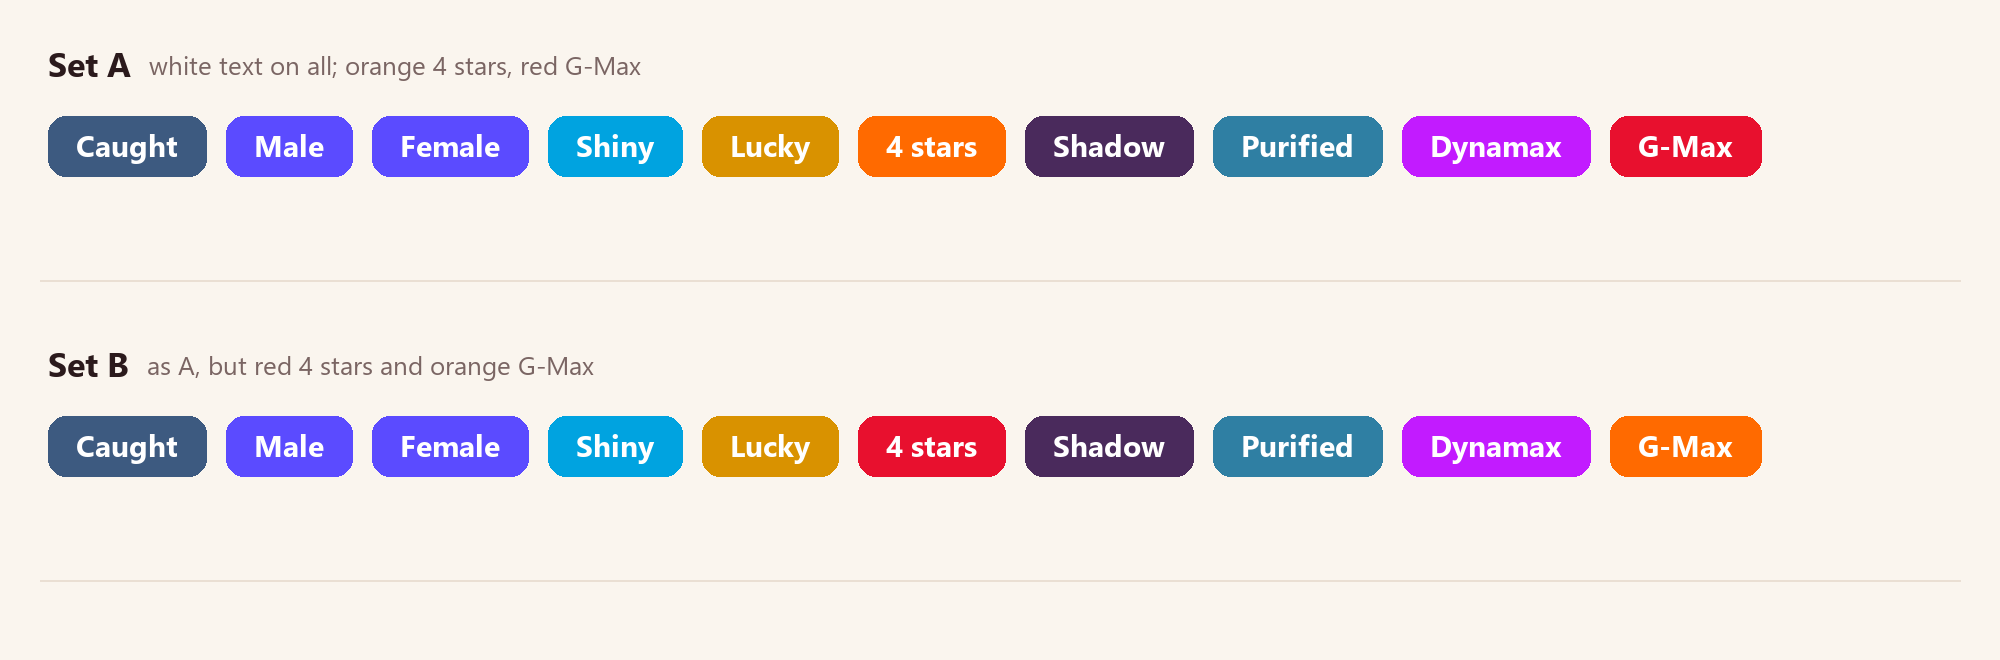 Set A white text on all; orange 4 stars, red G-Max
Caught Male Female Shiny Lucky 4 stars Shadow Purified Dynamax G-Max
Set B as A, but red 4 stars and orange G-Max
Caught Male Female Shiny Lucky 4 stars Shadow Purified Dynamax G-Max